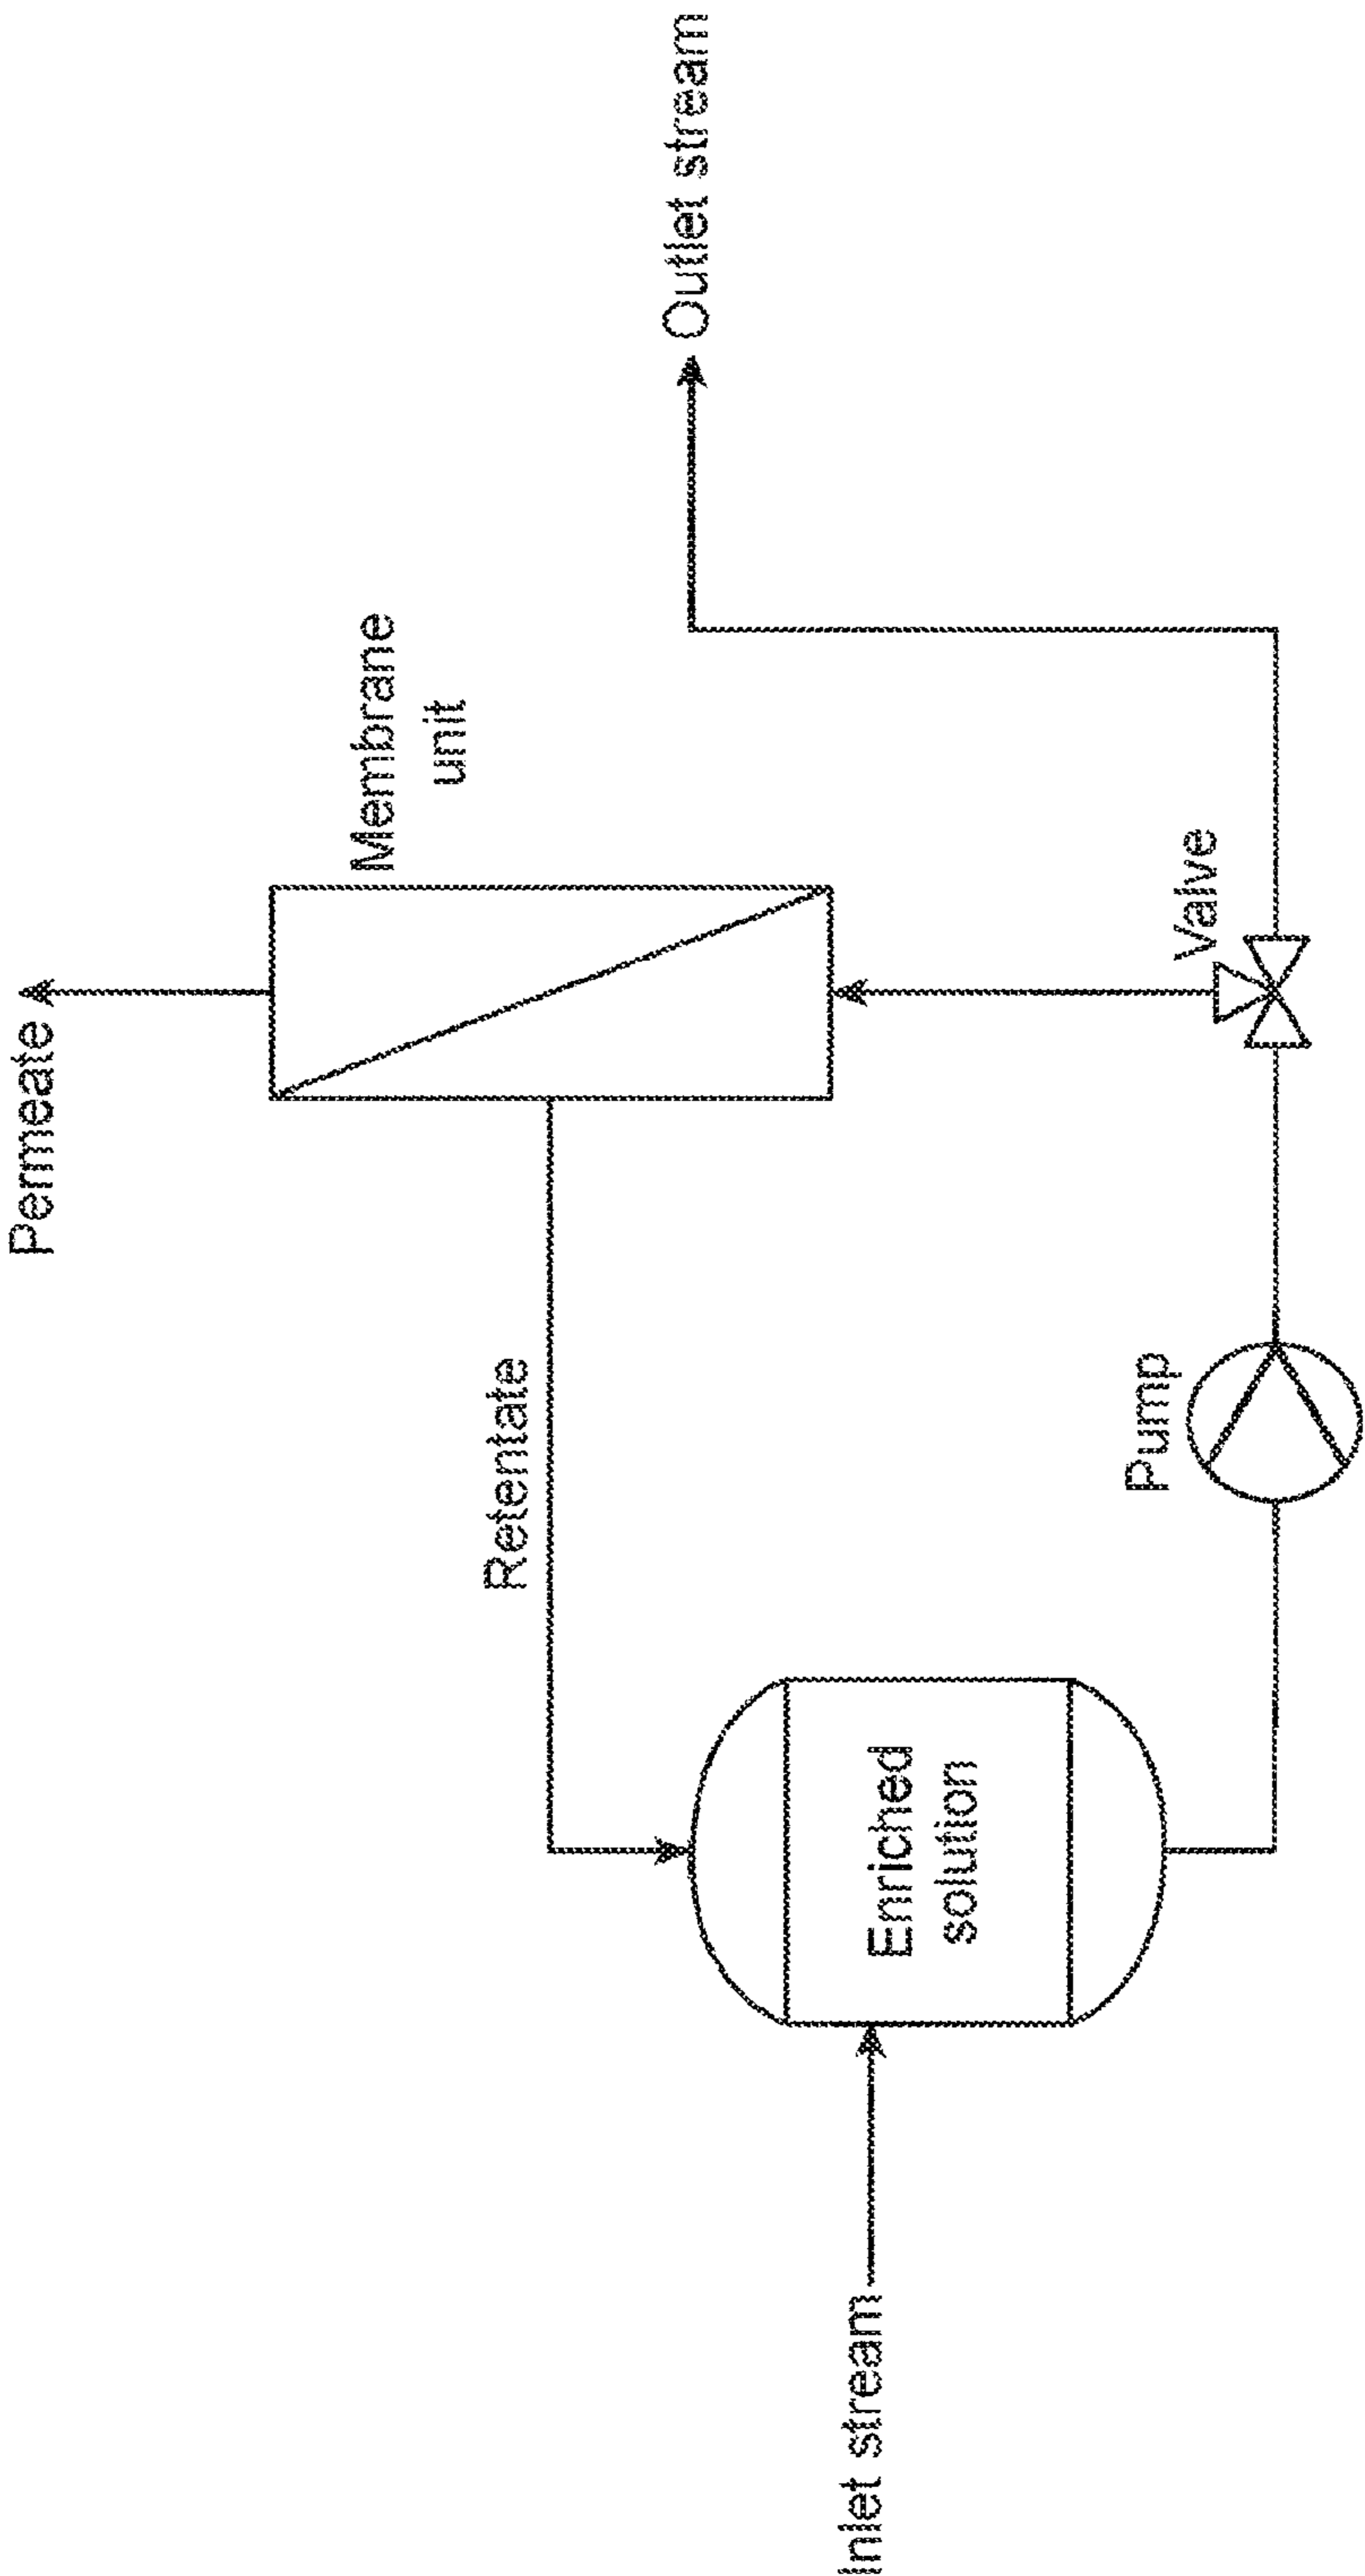 Permeate
Membrane
unit
Retentate
Outlet stream
Inlet stream
Enriched
solution
Pump
Valve